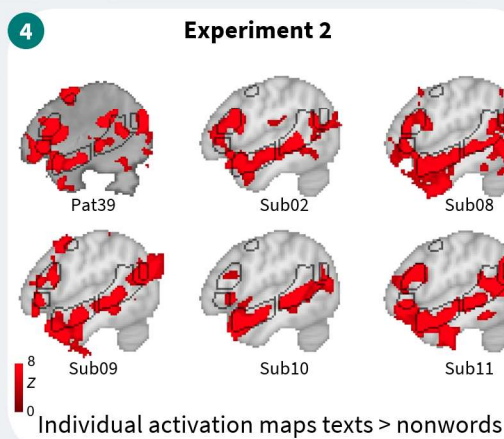 4
Experiment 2
Pat39
Sub02
Sub08
Sub09
Sub10
Sub11
8
Z
0
Individual activation maps texts > nonwords